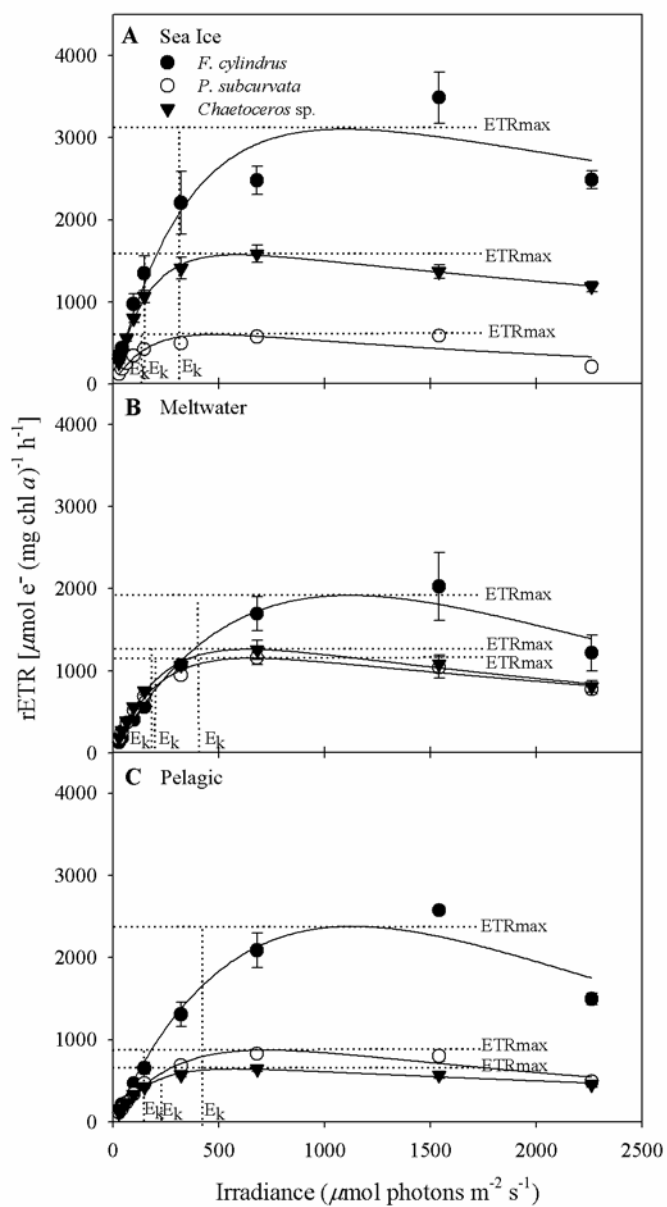 A Sea Ice
F. cylindrus
P. subcurvata
Chaetoceros sp.
4000
3000
2000
1000
0
ETRmax
ETRmax
ETRmax
Ek Ek Ek
B Meltwater
4000
3000
2000
1000
0
ETRmax
ETRmax
ETRmax
Ek Ek Ek
C Pelagic
4000
3000
2000
1000
0
ETRmax
ETRmax
ETRmax
Ek Ek Ek
0 500 1000 1500 2000 2500
rETR [μmol e⁻ (mg chl a)⁻¹ h⁻¹]
Irradiance (μmol photons m⁻² s⁻¹)